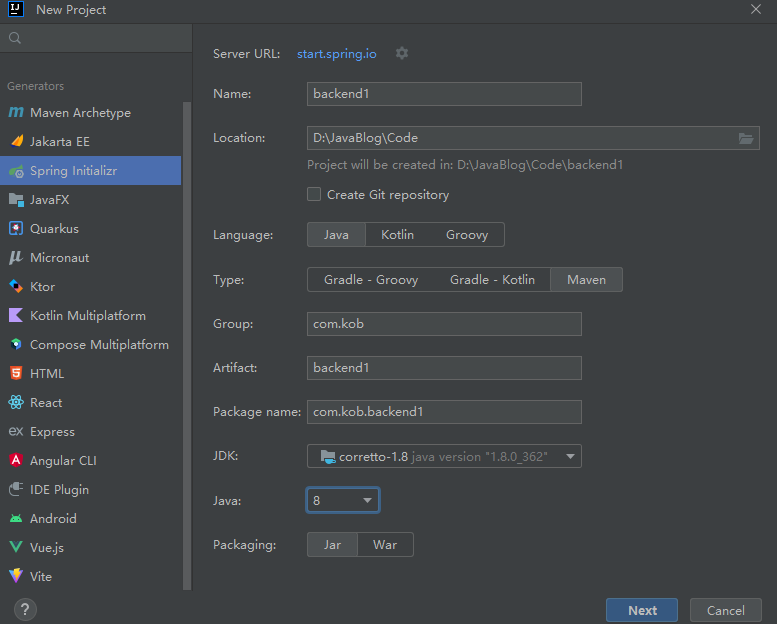 New Project
Generators
Maven Archetype
Jakarta EE
Spring Initializr
JavaFX
Quarkus
Micronaut
Ktor
Kotlin Multiplatform
Compose Multiplatform
HTML
React
Express
Angular CLI
IDE Plugin
Android
Vue.js
Vite
Server URL: start.spring.io
Name: backend1
Location: D:\JavaBlog\Code
Project will be created in: D:\JavaBlog\Code\backend1
Create Git repository
Language: Java Kotlin Groovy
Type: Gradle - Groovy Gradle - Kotlin Maven
Group: com.kob
Artifact: backend1
Package name: com.kob.backend1
JDK: corretto-1.8 java version "1.8.0_362"
Java: 8
Packaging: Jar War
? Next Cancel